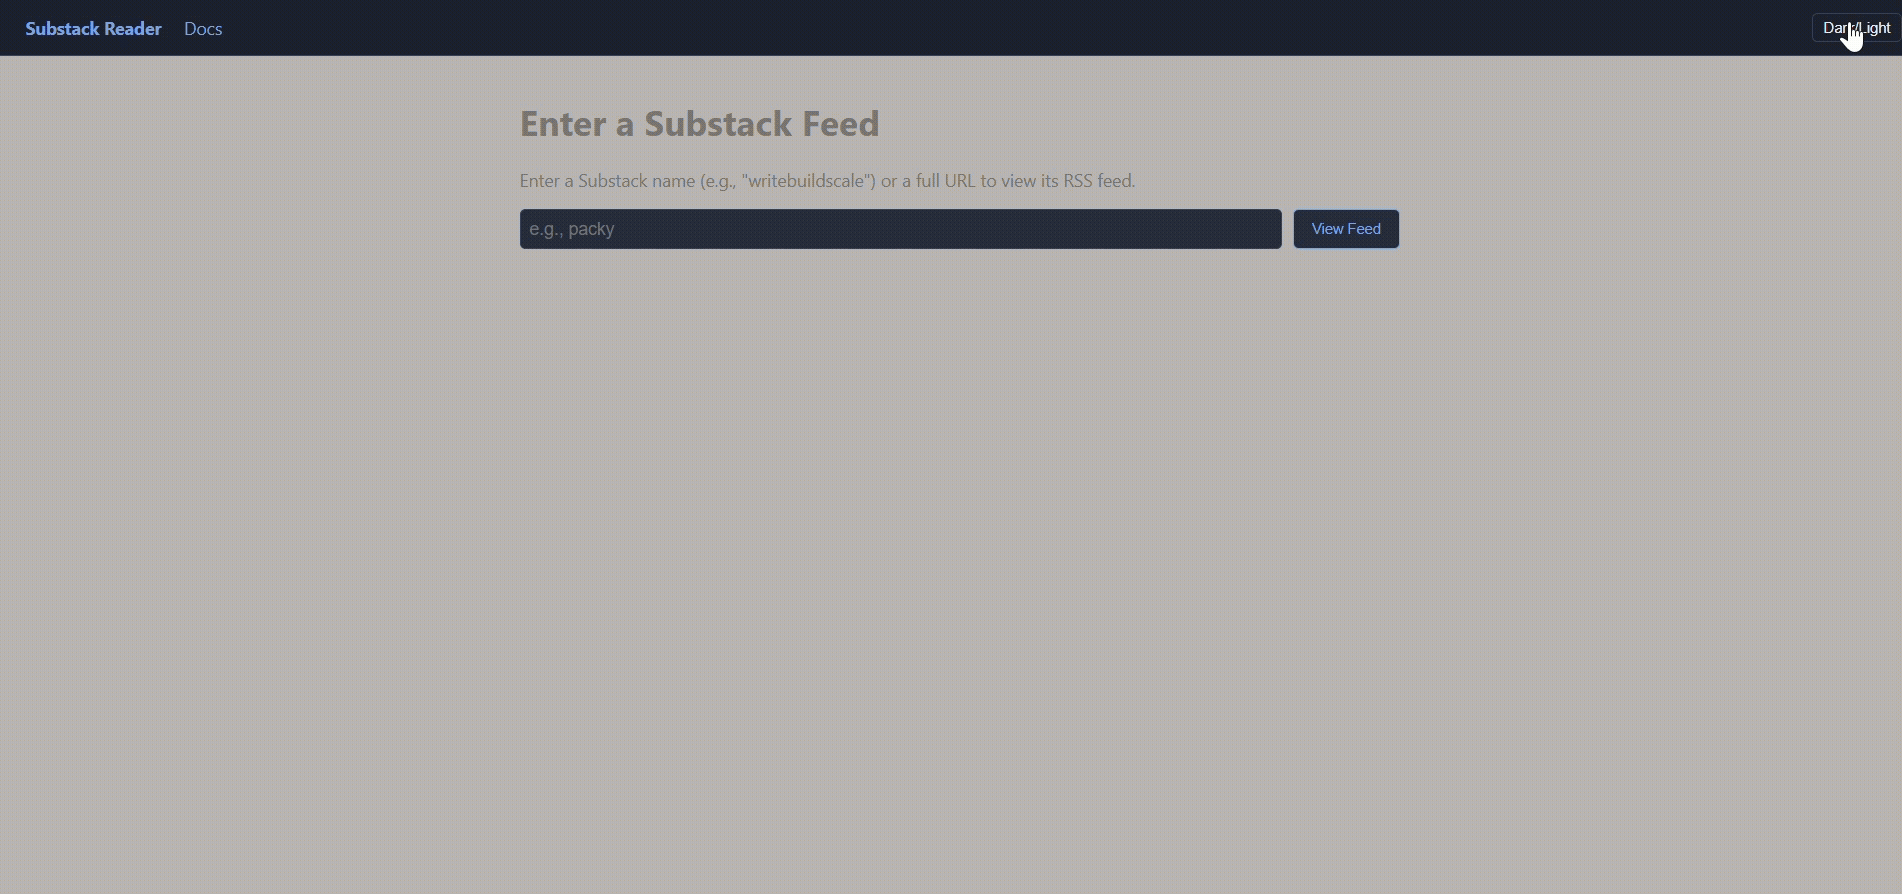 Substack Reader Docs Dark/Light
Enter a Substack Feed
Enter a Substack name (e.g., "writebuildscale") or a full URL to view its RSS feed.
e.g., packy View Feed